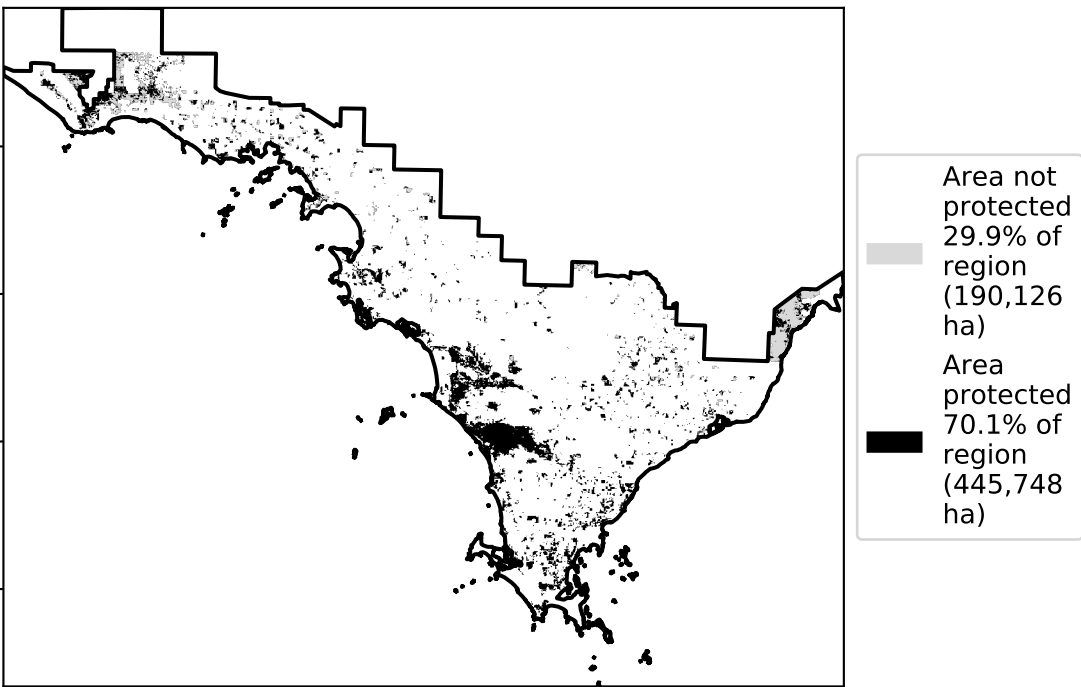 Area not
protected
29.9% of
region
(190,126
ha)
Area
protected
70.1% of
region
(445,748
ha)